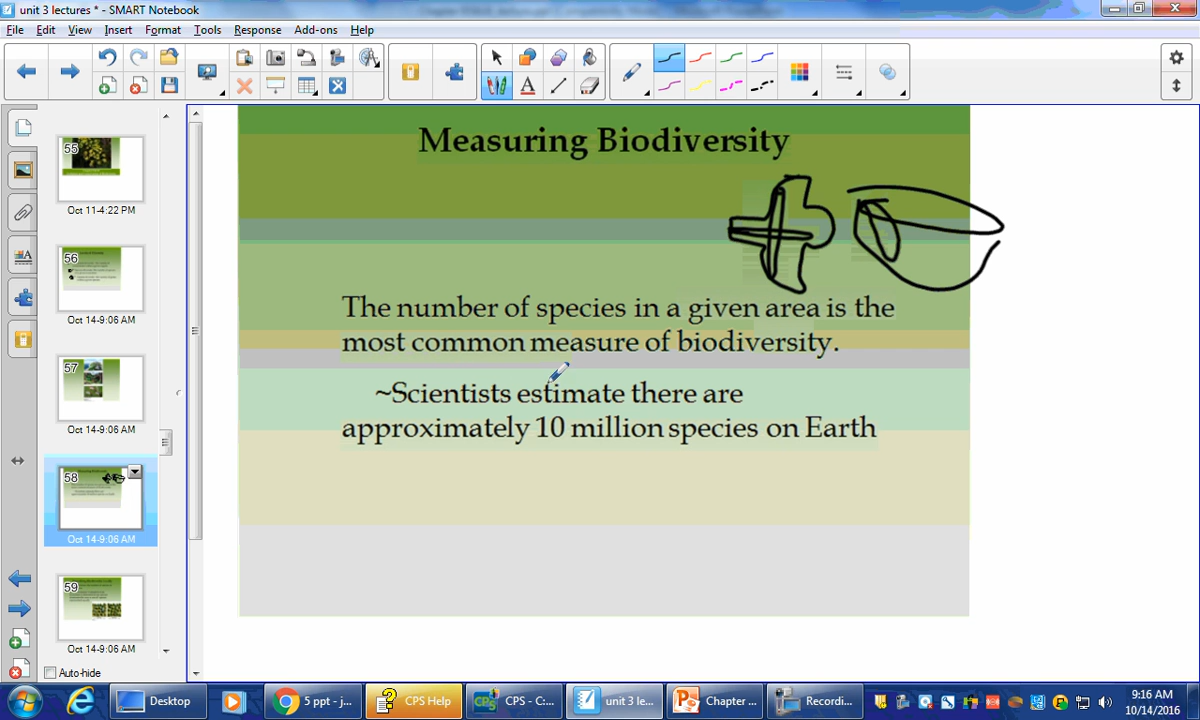 unit 3 lectures * - SMART Notebook
File Edit View Insert Format Tools Response Add-ons Help
55
Oct 11-4:22 PM
56
Oct 14-9:06 AM
57
Oct 14-9:06 AM
58
Oct 14-9:06 AM
59
Oct 14-9:06 AM
Auto-hide
Measuring Biodiversity
The number of species in a given area is the
most common measure of biodiversity.
~Scientists estimate there are
approximately 10 million species on Earth
Desktop
5 ppt - j...
CPS Help
CPS - C:...
unit 3 le...
Chapter ...
Recordi...
9:16 AM
10/14/2016